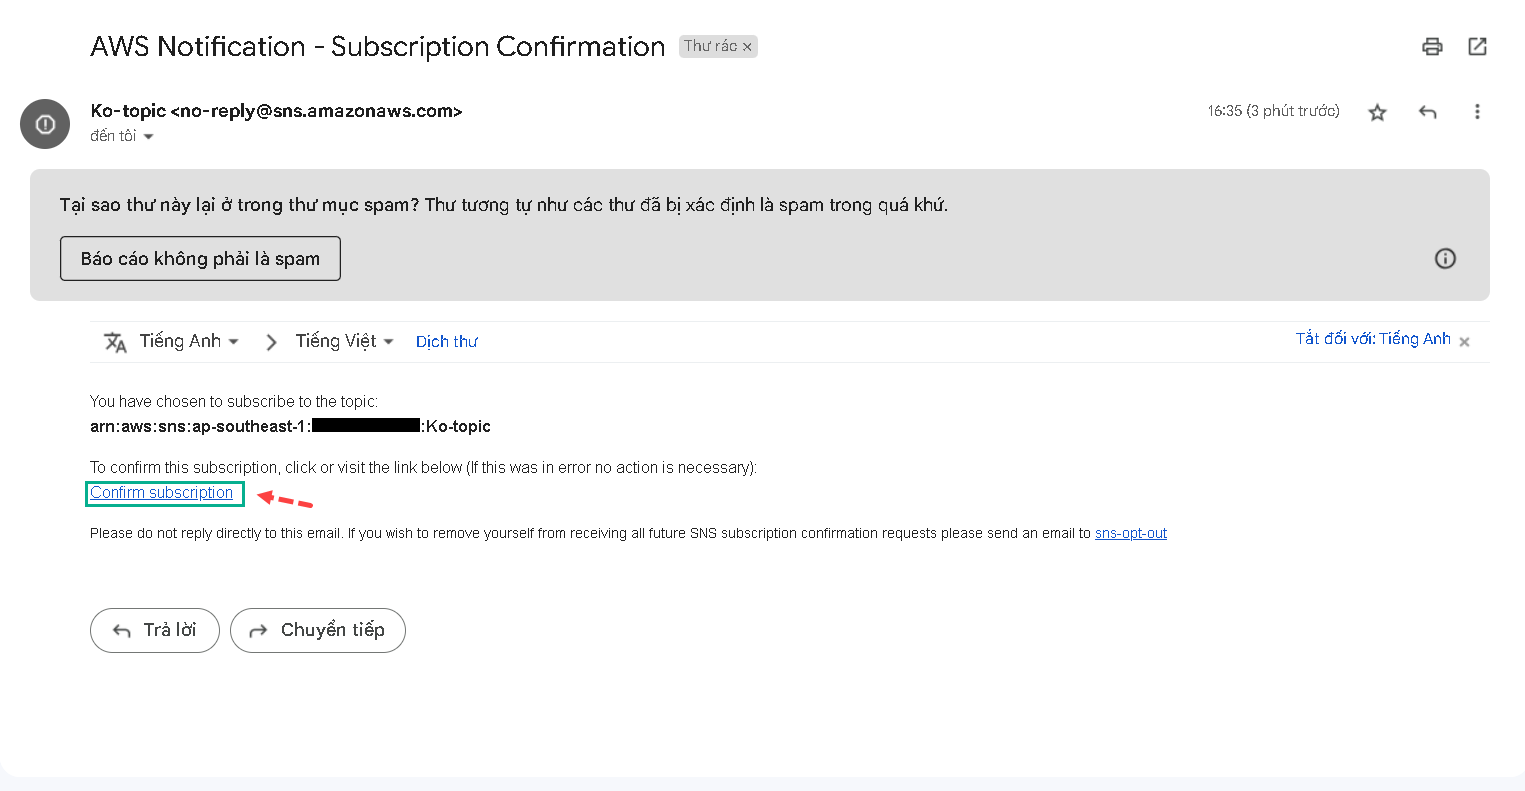 AWS Notification - Subscription Confirmation Thư rác ×
Ko-topic <no-reply@sns.amazonaws.com> 16:35 (3 phút trước)
đến tôi
Tại sao thư này lại ở trong thư mục spam? Thư tương tự như các thư đã bị xác định là spam trong quá khứ.
Báo cáo không phải là spam
Tiếng Anh > Tiếng Việt Dịch thư Tắt đối với: Tiếng Anh ×
You have chosen to subscribe to the topic:
arn:aws:sns:ap-southeast-1: :Ko-topic
To confirm this subscription, click or visit the link below (If this was in error no action is necessary):
Confirm subscription
Please do not reply directly to this email. If you wish to remove yourself from receiving all future SNS subscription confirmation requests please send an email to sns-opt-out
Trả lời Chuyển tiếp